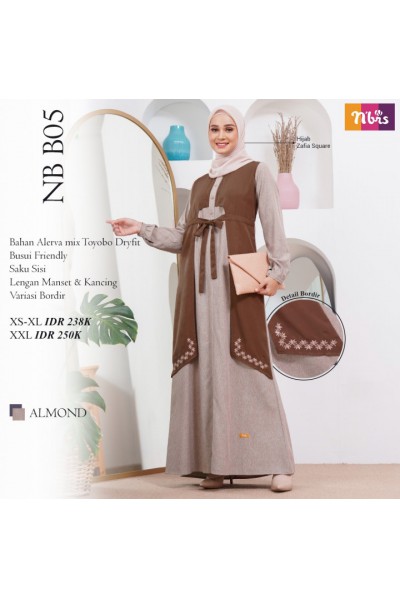 Nbrs
NB B05
Hijab
Zafia Square
Bahan Alerva mix Toyobo Dryfit
Busui Friendly
Saku Sisi
Lengan Manset & Kancing
Variasi Bordir
XS-XL IDR 238K
XXL IDR 250K
Detail Bordir
ALMOND